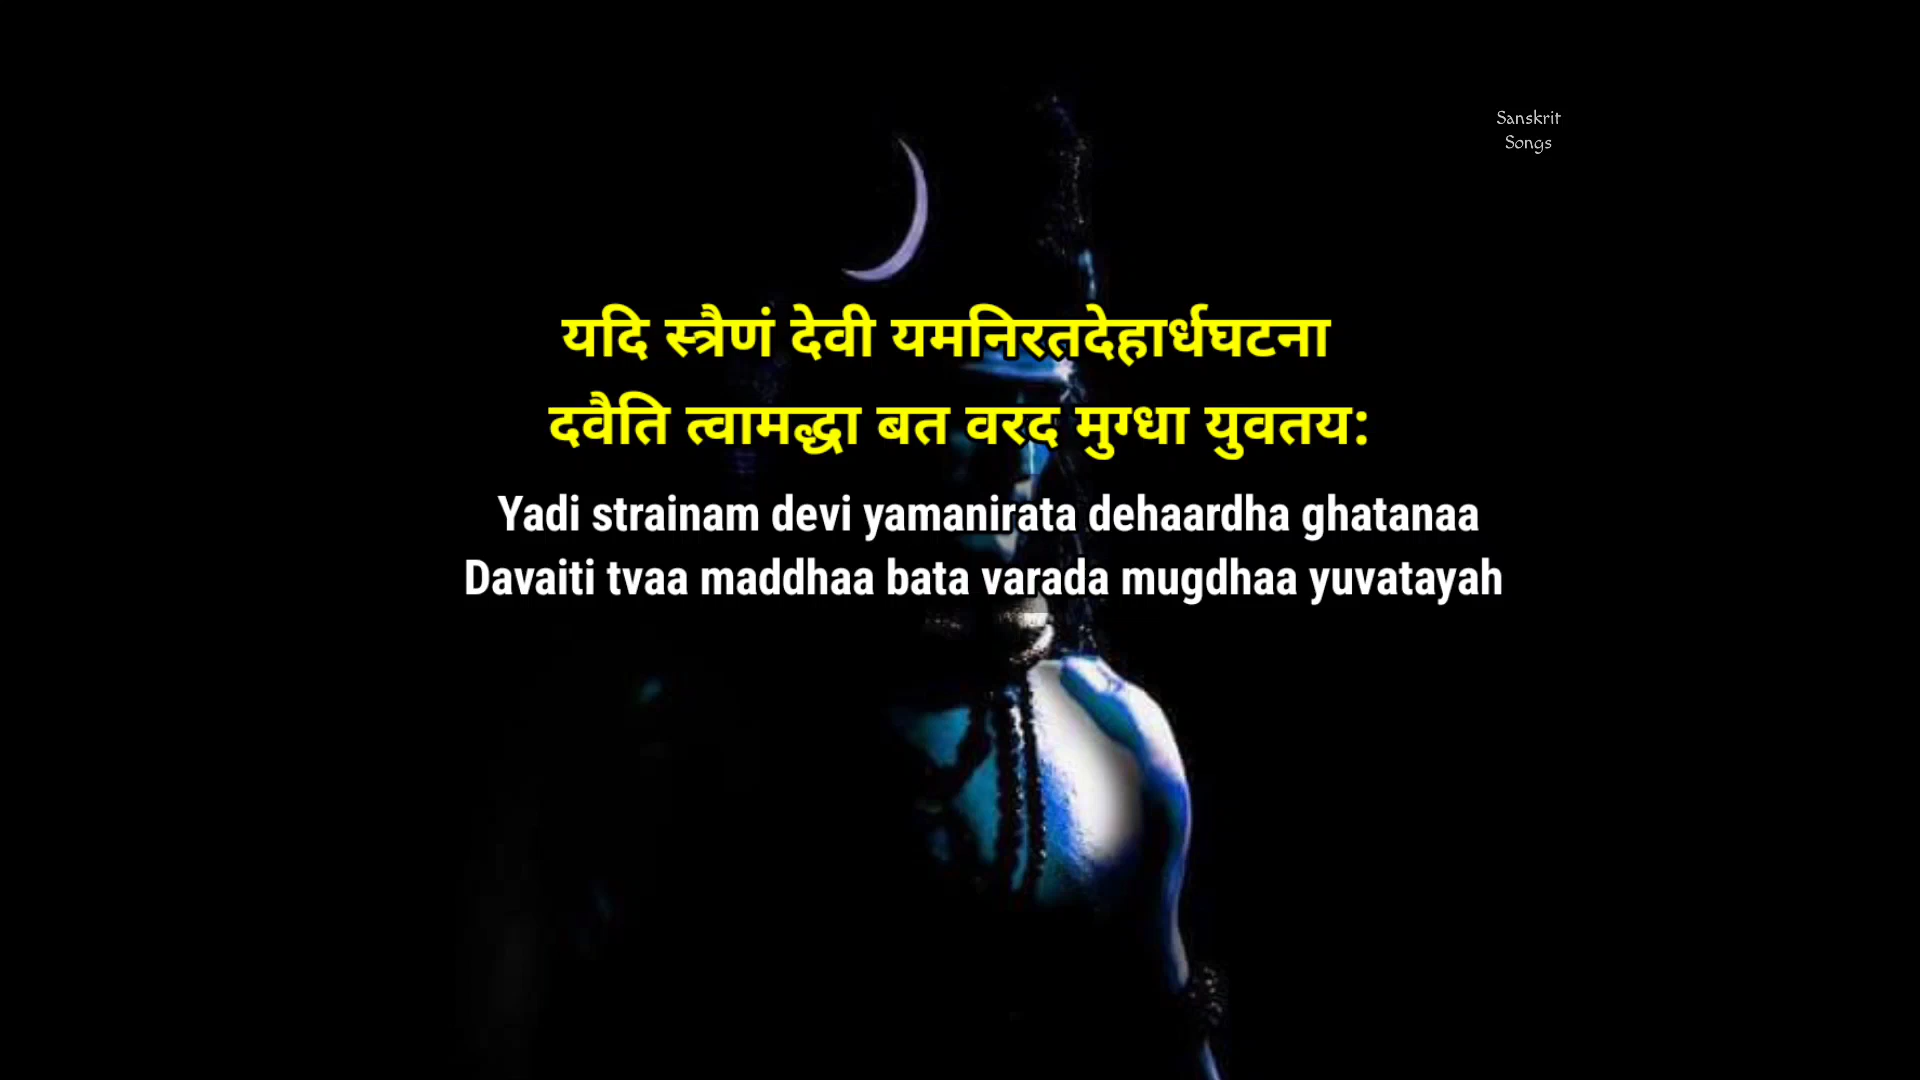 Sanskrit
Songs
यदि स्त्रैणं देवी यमनिरतदेहार्धघटना
दवैति त्वामद्धा बत वरद मुग्धा युवतय:
Yadi strainam devi yamanirata dehaardha ghatanaa
Davaiti tvaa maddhaa bata varada mugdhaa yuvatayah